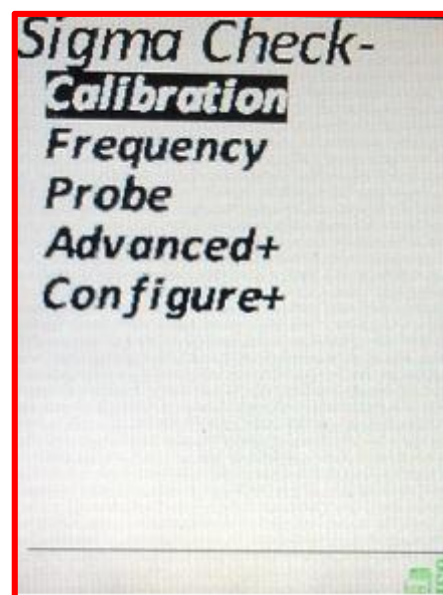 Sigma Check-
Calibration
Frequency
Probe
Advanced+
Configure+